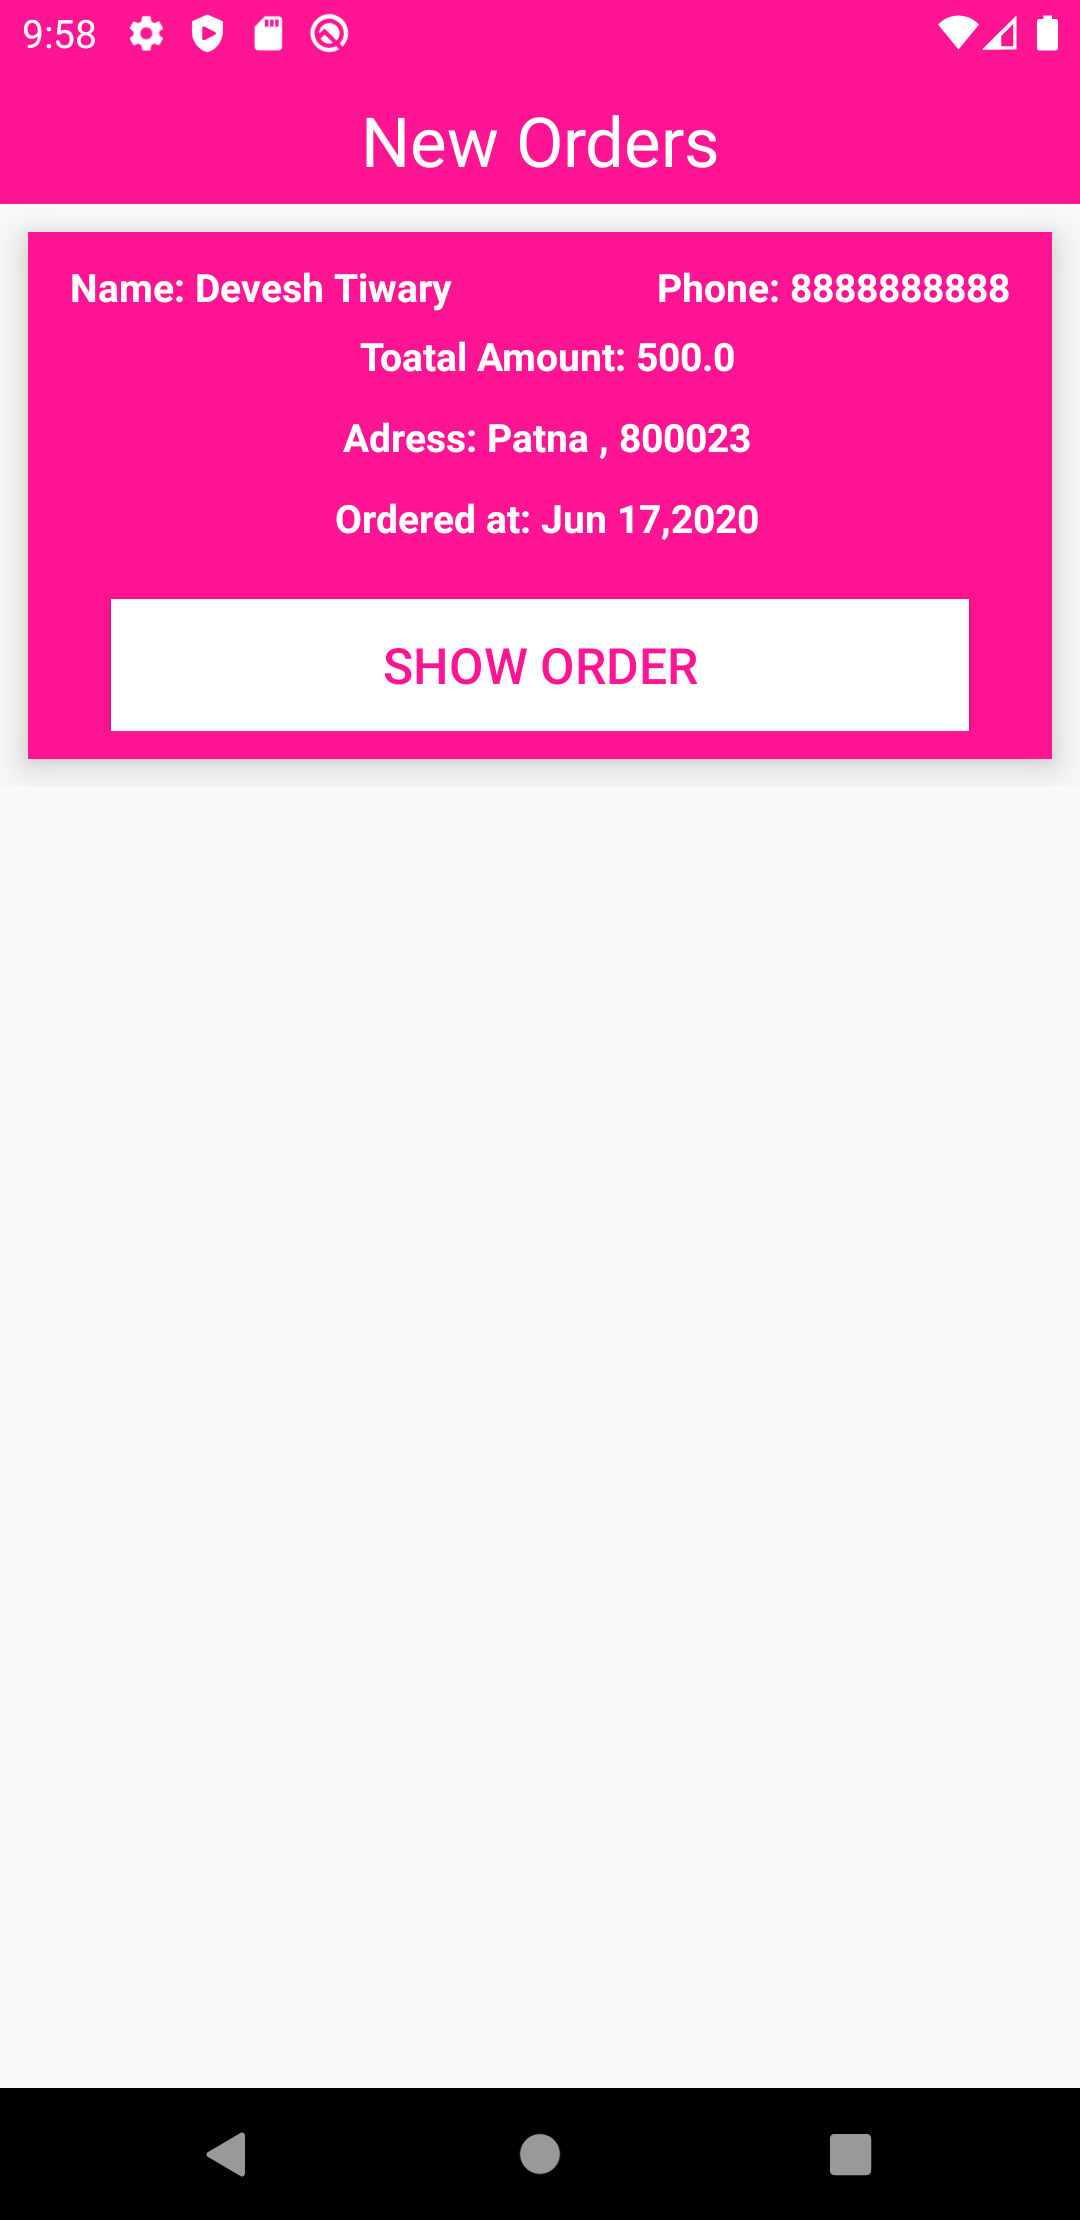 9:58
New Orders
Name: Devesh Tiwary Phone: 8888888888
Toatal Amount: 500.0
Adress: Patna , 800023
Ordered at: Jun 17,2020
SHOW ORDER